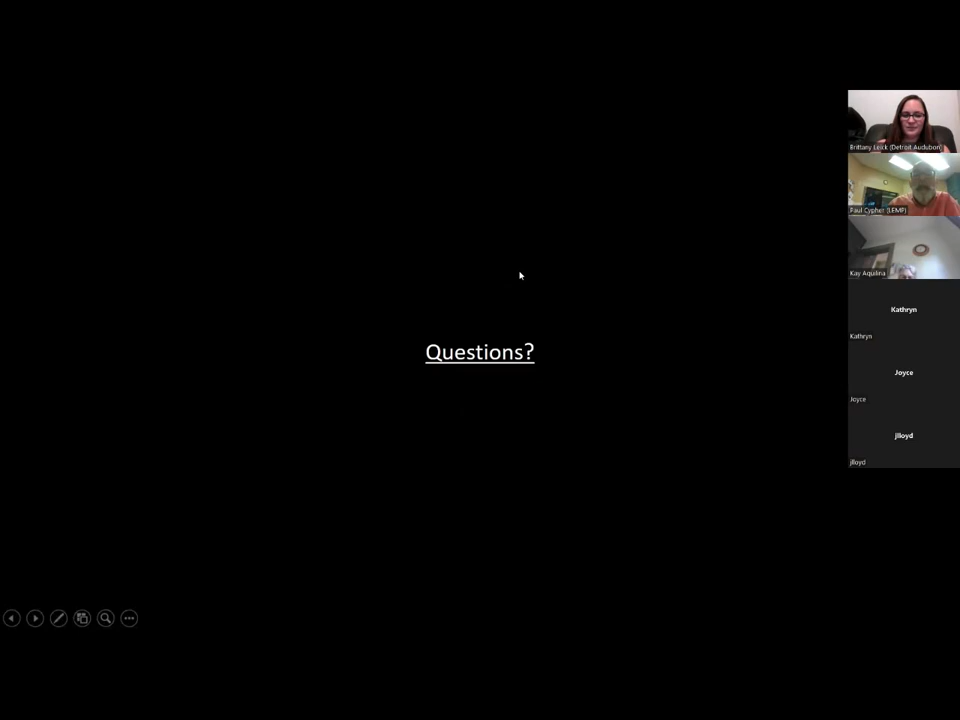 Questions?
Brittany Leick (Detroit Audubon)
Paul Cypher (LEMP)
Kay Aquilina
Kathryn
Kathryn
Joyce
Joyce
jlloyd
jlloyd